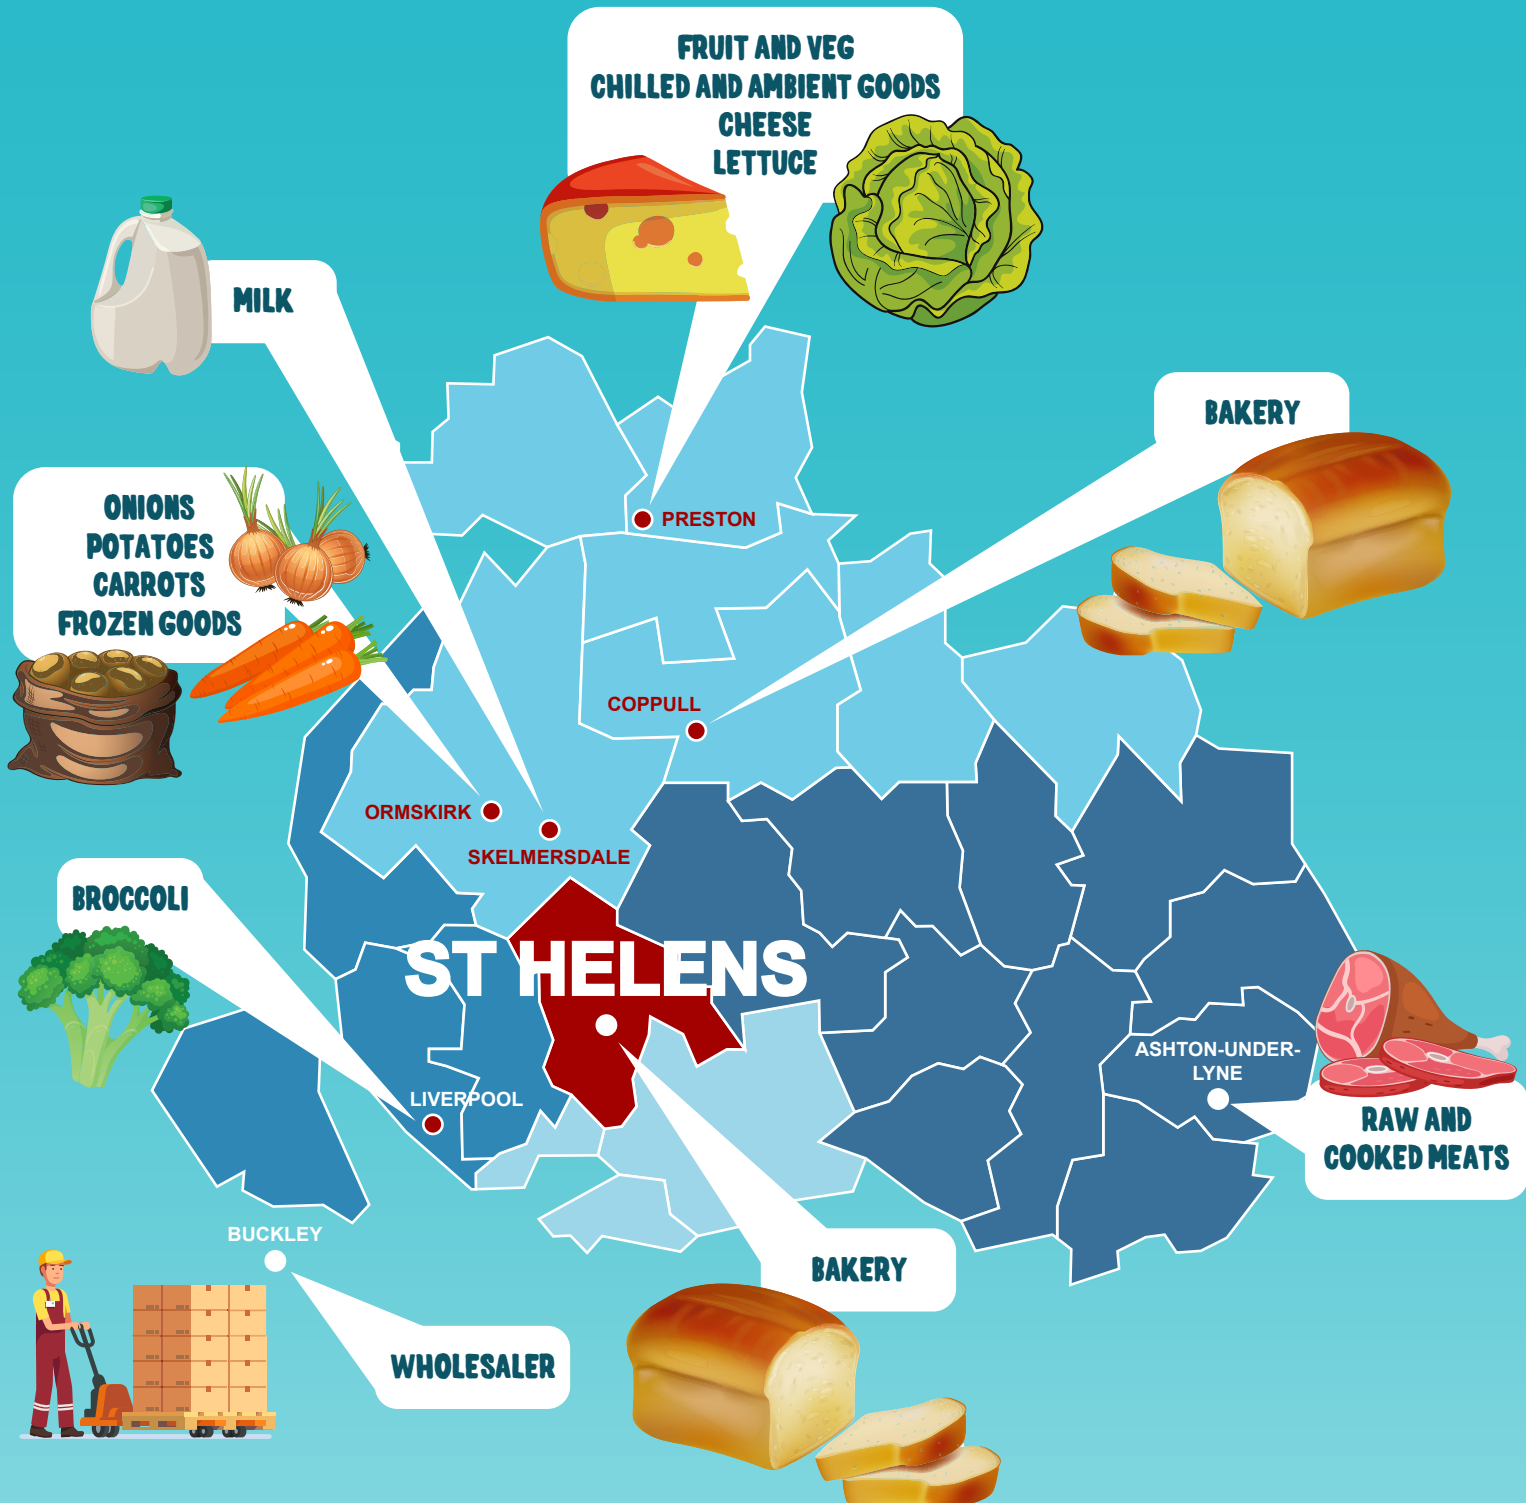 FRUIT AND VEG
CHILLED AND AMBIENT GOODS
CHEESE
LETTUCE
MILK
BAKERY
ONIONS
POTATOES
CARROTS
FROZEN GOODS
PRESTON
COPPULL
ORMSKIRK
SKELMERSDALE
BROCCOLI
ST HELENS
ASHTON-UNDER-
LYNE
LIVERPOOL
RAW AND
COOKED MEATS
BUCKLEY
BAKERY
WHOLESALER